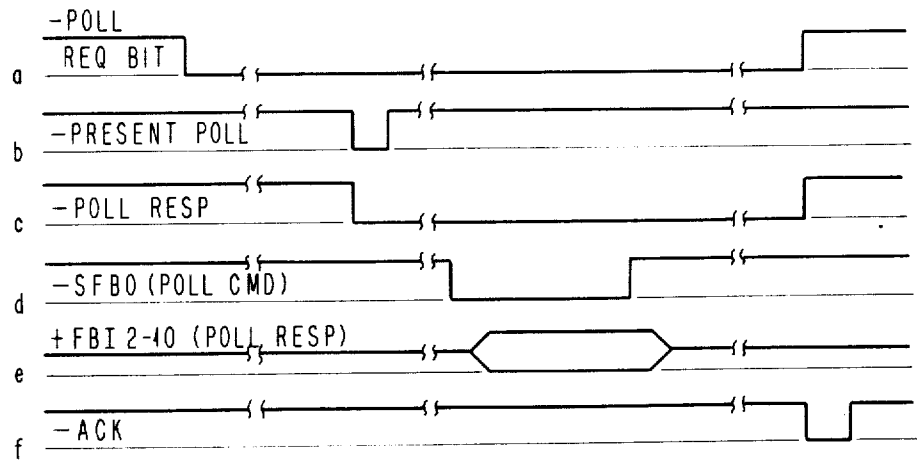 -POLL
REQ BIT
a
-PRESENT POLL
b
-POLL RESP
c
-SFBO (POLL CMD)
d
+FBI 2-10 (POLL RESP)
e
-ACK
f